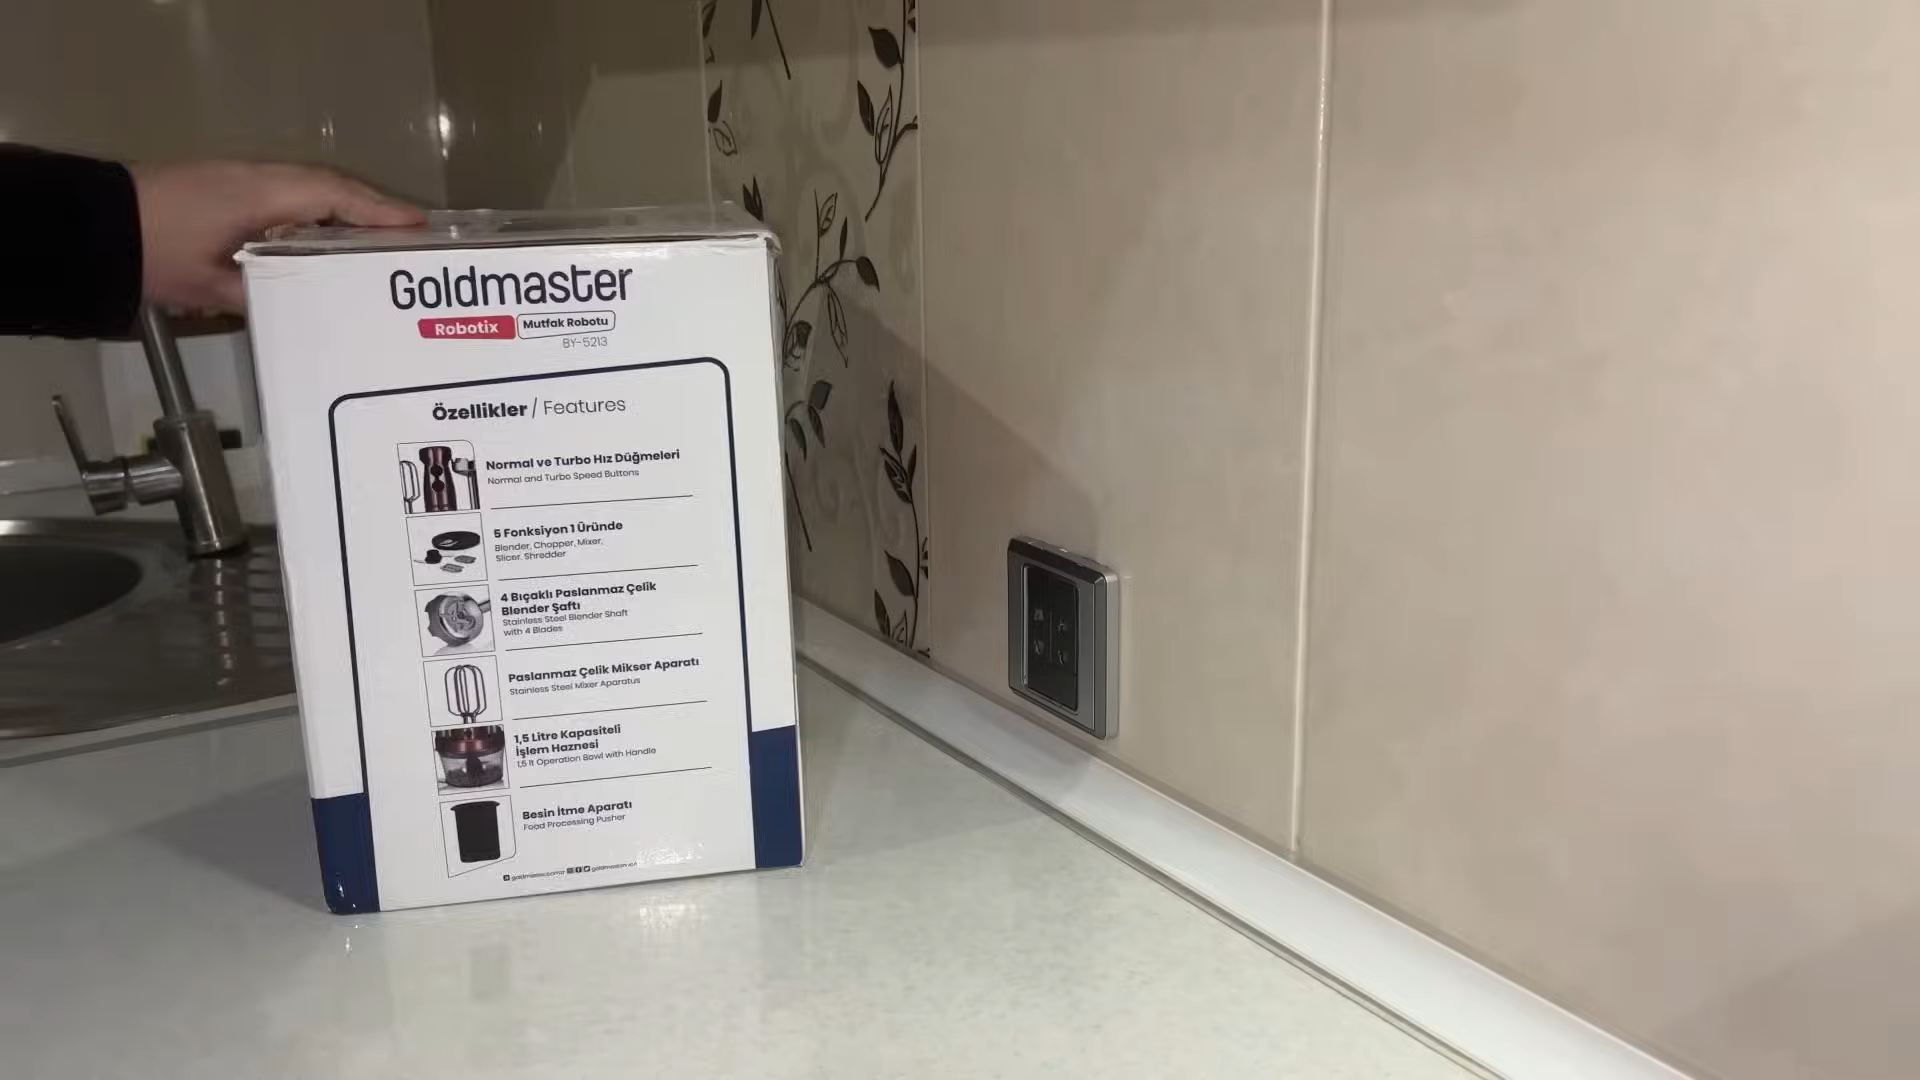 Goldmaster
Robotix Mutfak Robotu
BY-5213
Özellikler / Features
Normal ve Turbo Hız Düğmeleri
Normal and Turbo Speed Buttons
5 Fonksiyon 1 Üründe
Blender, Chopper, Mixer,
Slicer, Shredder
4 Bıçaklı Paslanmaz Çelik
Blender Şaftı
Stainless Steel Blender Shaft
with 4 Blades
Paslanmaz Çelik Mikser Aparatı
Stainless Steel Mixer Aparatus
1,5 Litre Kapasiteli
İşlem Haznesi
1,5 lt Operation Bowl with Handle
Besin İtme Aparatı
Food Processing Pusher